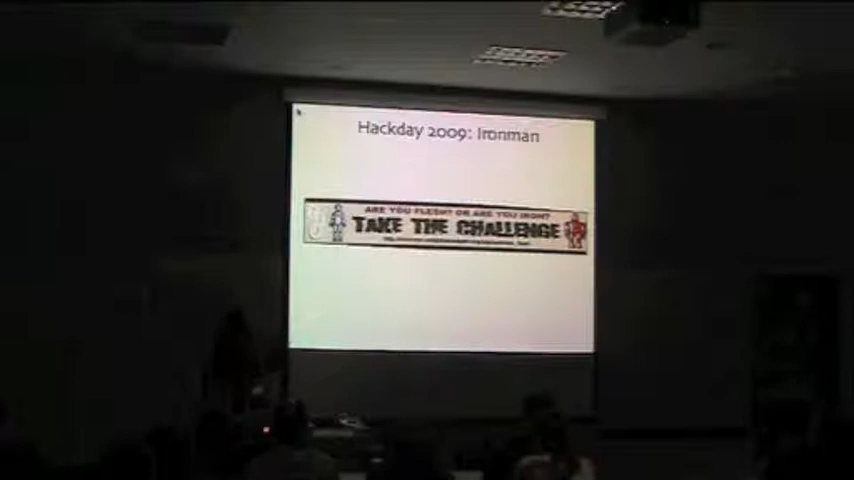 Hackday 2009: Ironman
ARE YOU FLESH? OR ARE YOU IRON?
TAKE THE CHALLENGE